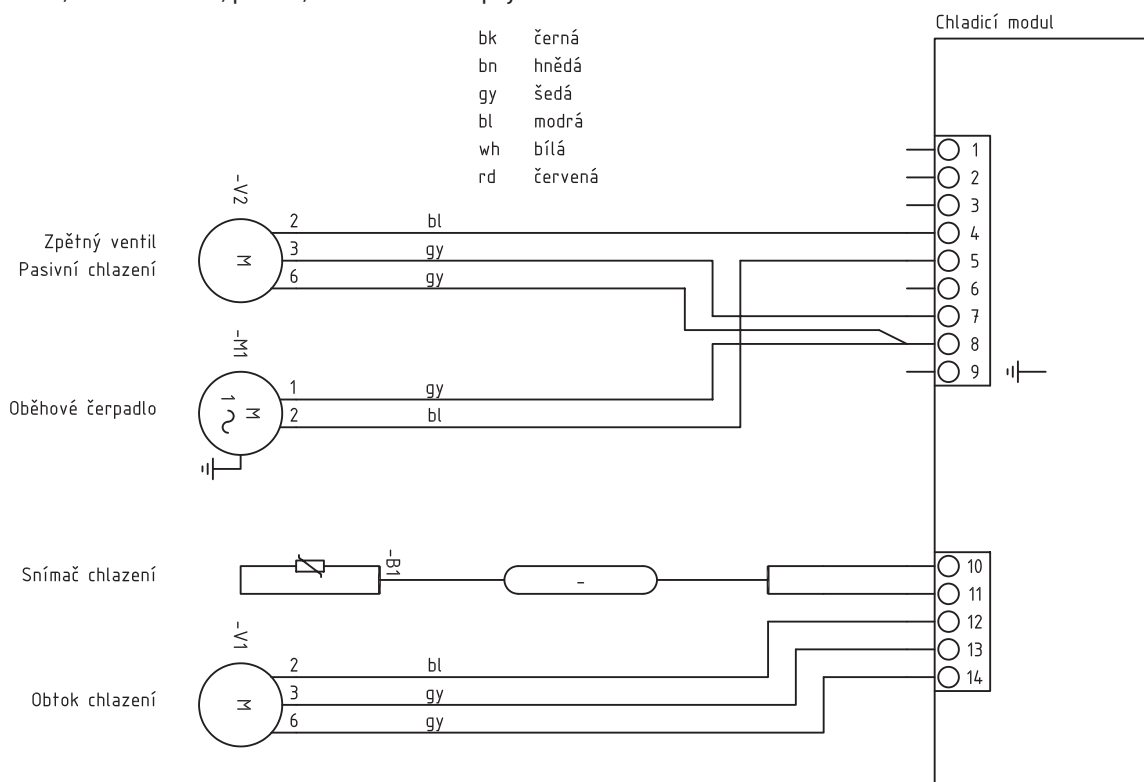 Chladicí modul
bk černá
bn hnědá
gy šedá
bl modrá
wh bílá
rd červená
1
2
3
4
5
6
7
8
9
-V2
Zpětný ventil
Pasivní chlazení
M
2 bl
3 gy
6 gy
-M1
Oběhové čerpadlo
M
1
1 gy
2 bl
Snímač chlazení
-B1
-
10
11
12
13
14
-V1
Obtok chlazení
M
2 bl
3 gy
6 gy